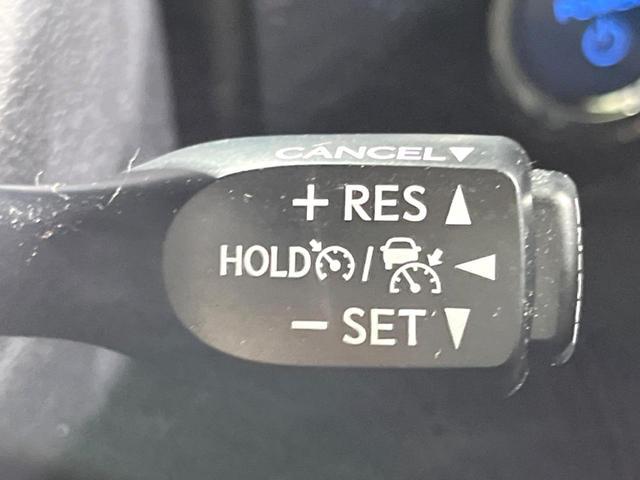 CANCEL▼
+ RES ▲
HOLD / ◀
− SET ▼